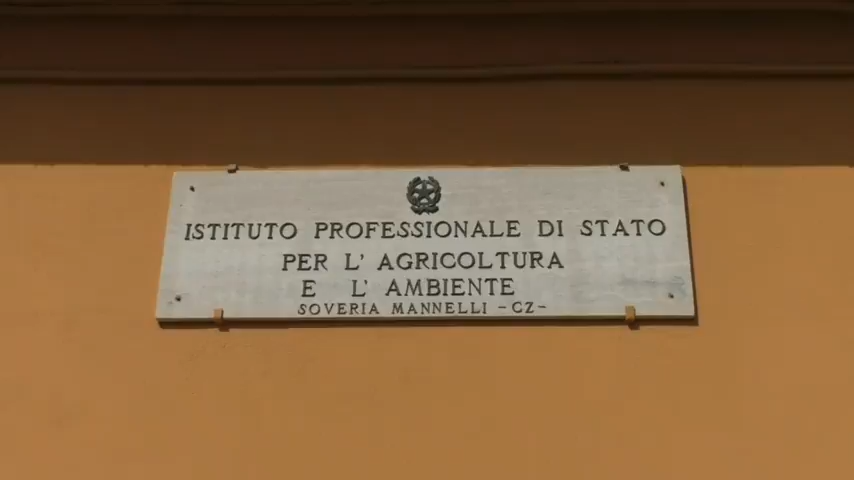 ISTITUTO PROFESSIONALE DI STATO
PER L' AGRICOLTURA
E L' AMBIENTE
SOVERIA MANNELLI -CZ-